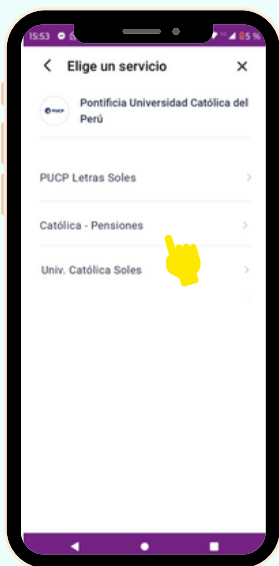 15:53
85 %
Elige un servicio
PUCP
Pontificia Universidad Católica del
Perú
PUCP Letras Soles
Católica - Pensiones
Univ. Católica Soles